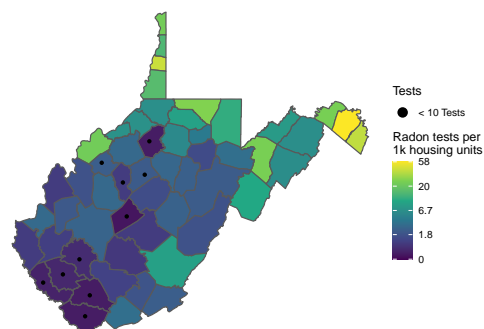 Tests
< 10 Tests
Radon tests per
1k housing units
58
20
6.7
1.8
0